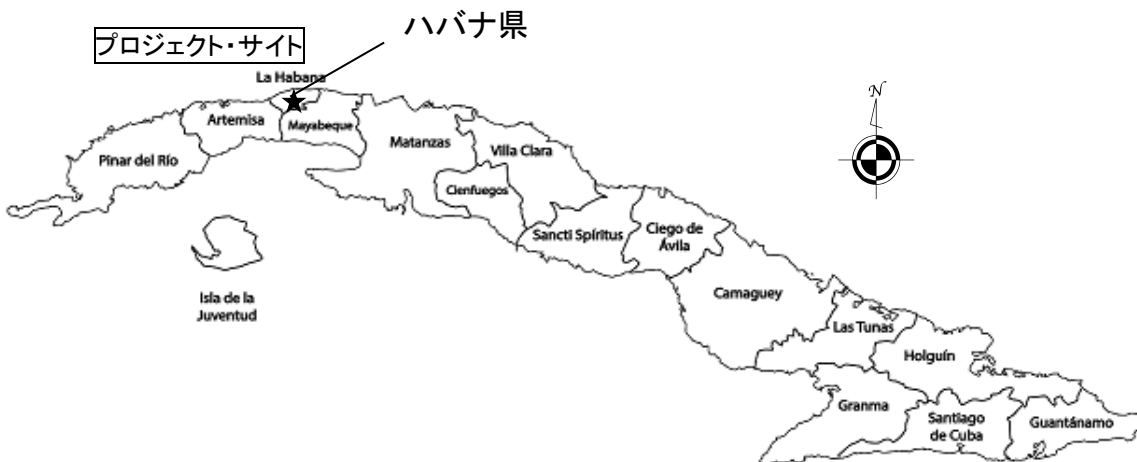 ハバナ県
プロジェクト・サイト
La Habana
N
Artemisa
Mayabeque
Matanzas
Villa Clara
Pinar del Río
Cienfuegos
Sancti Spíritus
Ciego de
Ávila
Isla de la
Juventud
Camaguey
Las Tunas
Holguín
Granma
Santiago
de Cuba
Guantánamo